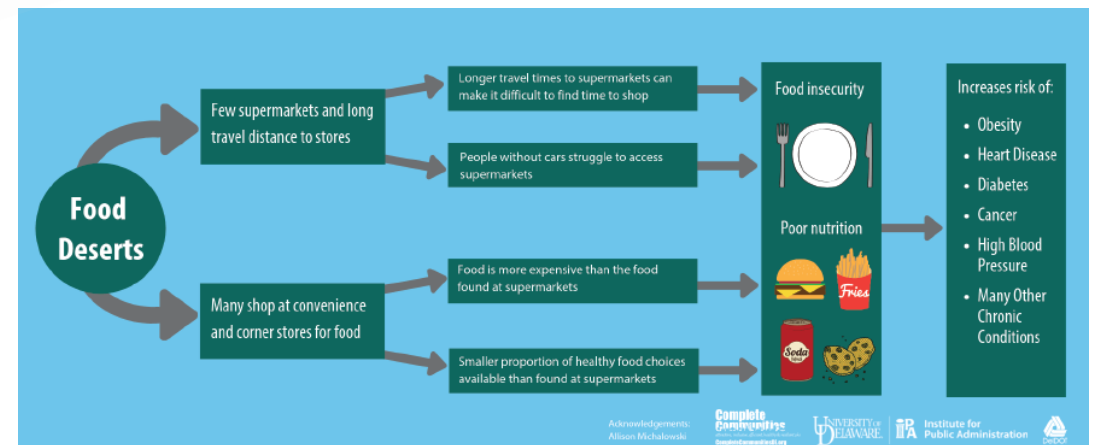 Food
Deserts
Few supermarkets and long
travel distance to stores
Many shop at convenience
and corner stores for food
Longer travel times to supermarkets can
make it difficult to find time to shop
People without cars struggle to access
supermarkets
Food is more expensive than the food
found at supermarkets
Smaller proportion of healthy food choices
available than found at supermarkets
Food insecurity
Poor nutrition
Fries
Soda
Increases risk of:
• Obesity
• Heart Disease
• Diabetes
• Cancer
• High Blood
Pressure
• Many Other
Chronic
Conditions
Acknowledgements:
Allison Michalowski
Complete
Communities
CompleteCommunitiesDE.org
UNIVERSITY OF
DELAWARE
IPA
Institute for
Public Administration
DelDOT